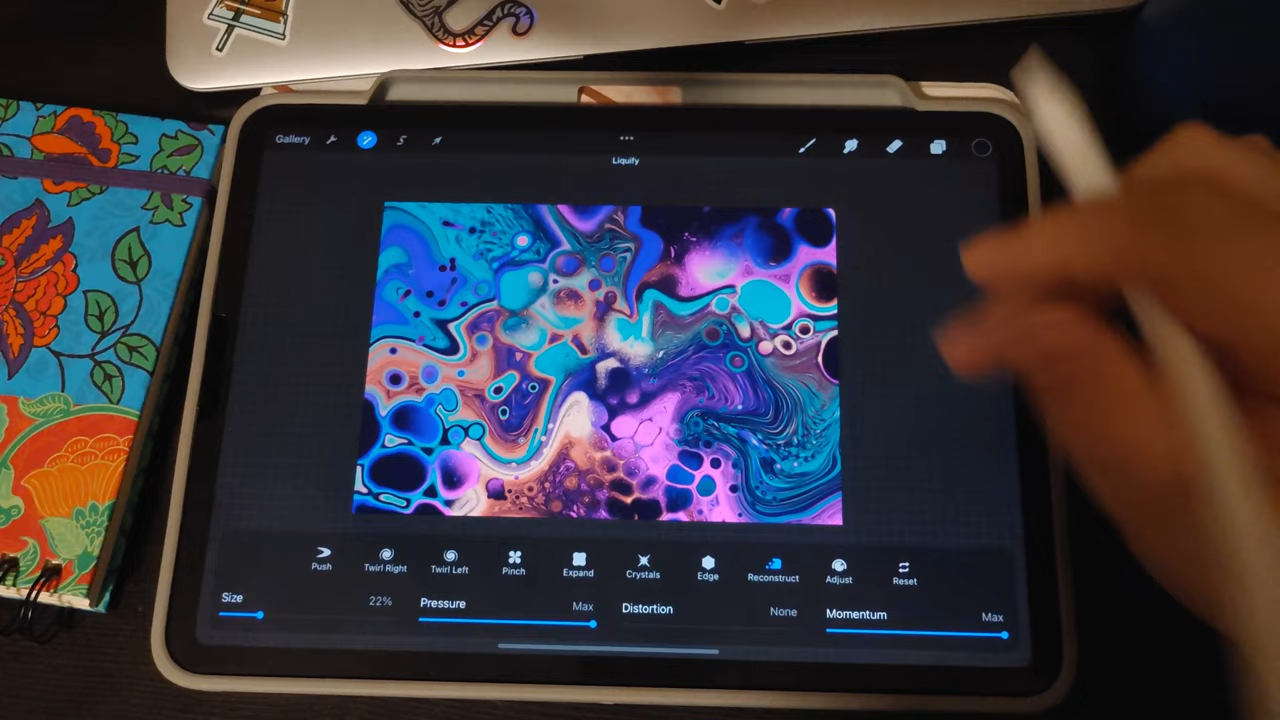 Gallery
Liquify
Push
Twirl Right
Twirl Left
Pinch
Expand
Crystals
Edge
Reconstruct
Adjust
Reset
Size 22%
Pressure Max
Distortion None
Momentum Max